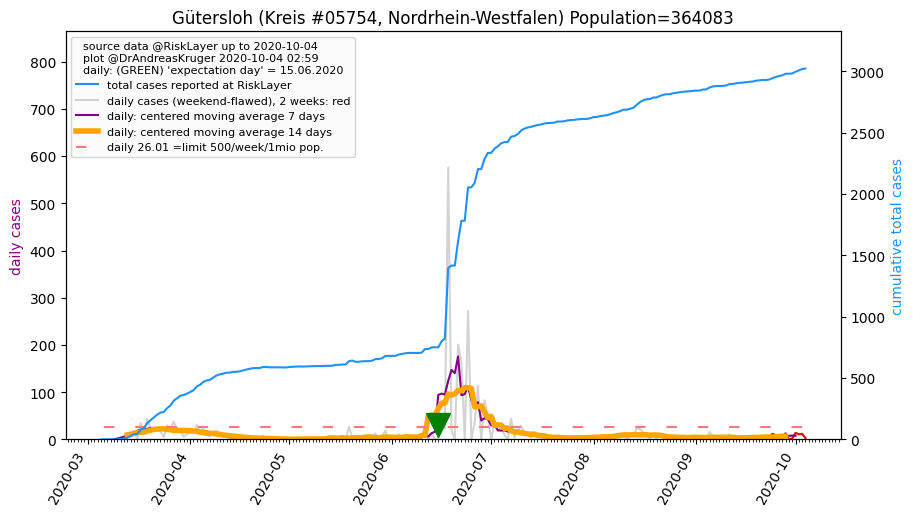 Gütersloh (Kreis #05754, Nordrhein-Westfalen) Population=364083
source data @RiskLayer up to 2020-10-04
plot @DrAndreasKruger 2020-10-04 02:59
daily: (GREEN) 'expectation day' = 15.06.2020
total cases reported at RiskLayer
daily cases (weekend-flawed), 2 weeks: red
daily: centered moving average 7 days
daily: centered moving average 14 days
daily 26.01 =limit 500/week/1mio pop.
daily cases
800
700
600
500
400
300
200
100
0
cumulative total cases
3000
2500
2000
1500
1000
500
0
2020-03
2020-04
2020-05
2020-06
2020-07
2020-08
2020-09
2020-10